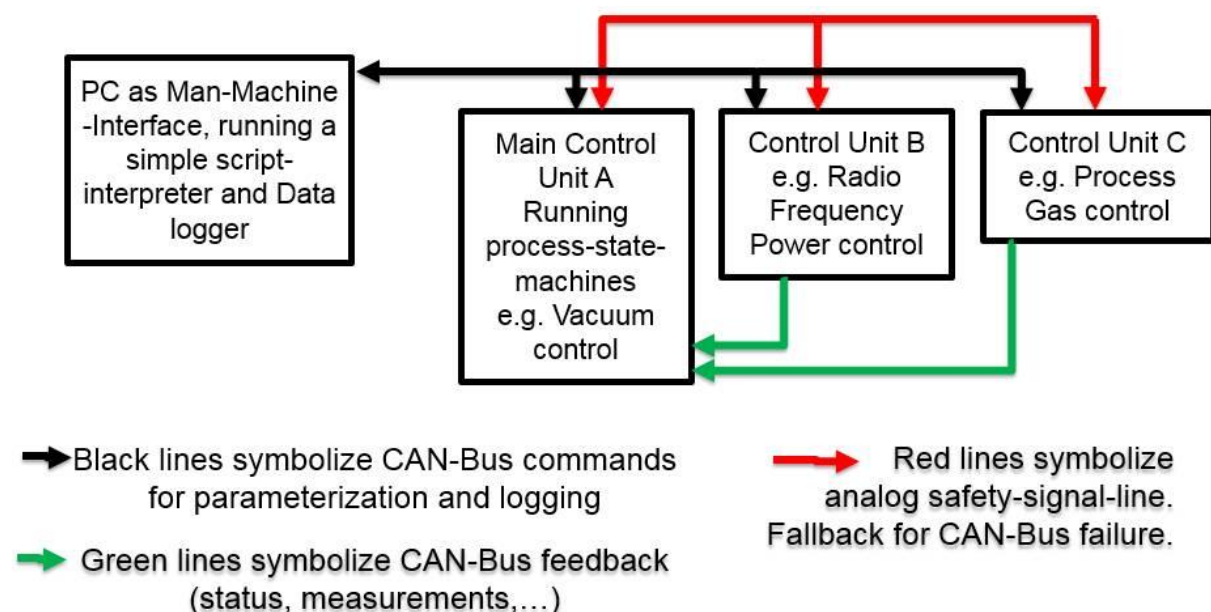 PC as Man-Machine
-Interface, running a
simple script-
interpreter and Data
logger
Main Control
Unit A
Running
process-state-
machines
e.g. Vacuum
control
Control Unit B
e.g. Radio
Frequency
Power control
Control Unit C
e.g. Process
Gas control
Black lines symbolize CAN-Bus commands
for parameterization and logging
Green lines symbolize CAN-Bus feedback
(status, measurements,…)
Red lines symbolize
analog safety-signal-line.
Fallback for CAN-Bus failure.